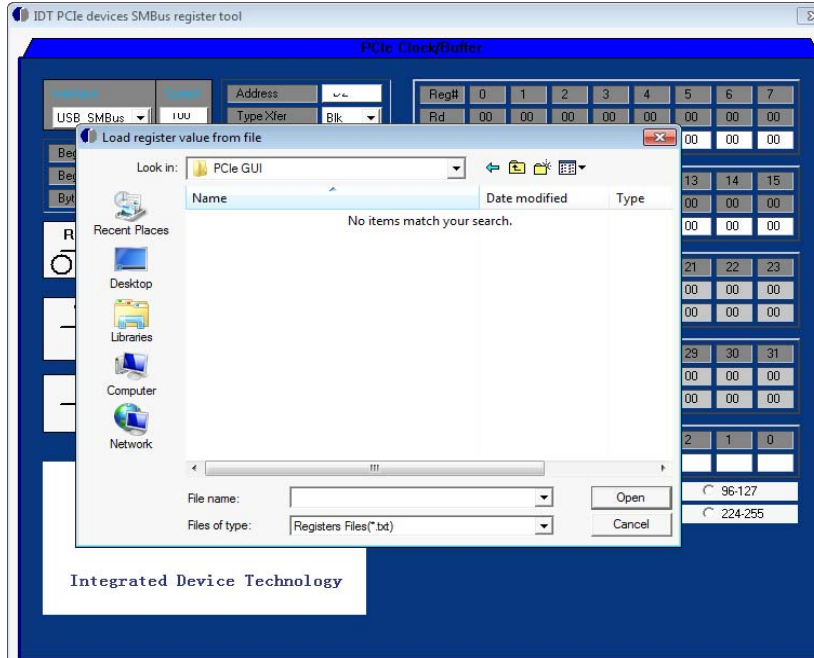 IDT PCIe devices SMBus register tool
PCIe Clock/Buffer
Address
Reg# 0 1 2 3 4 5 6 7
USB SMBus 100 Type Xfer Blk Rd 00 00 00 00 00 00 00 00
Load register value from file
00 00 00
Look in: PCIe GUI
13 14 15
Name Date modified Type
00 00 00
No items match your search.
00 00 00
Recent Places
Desktop
21 22 23
00 00 00
00 00 00
Libraries
29 30 31
00 00 00
Computer
00 00 00
Network
2 1 0
File name: Open
96-127
Files of type: Registers Files(*.txt) Cancel
224-255
Integrated Device Technology